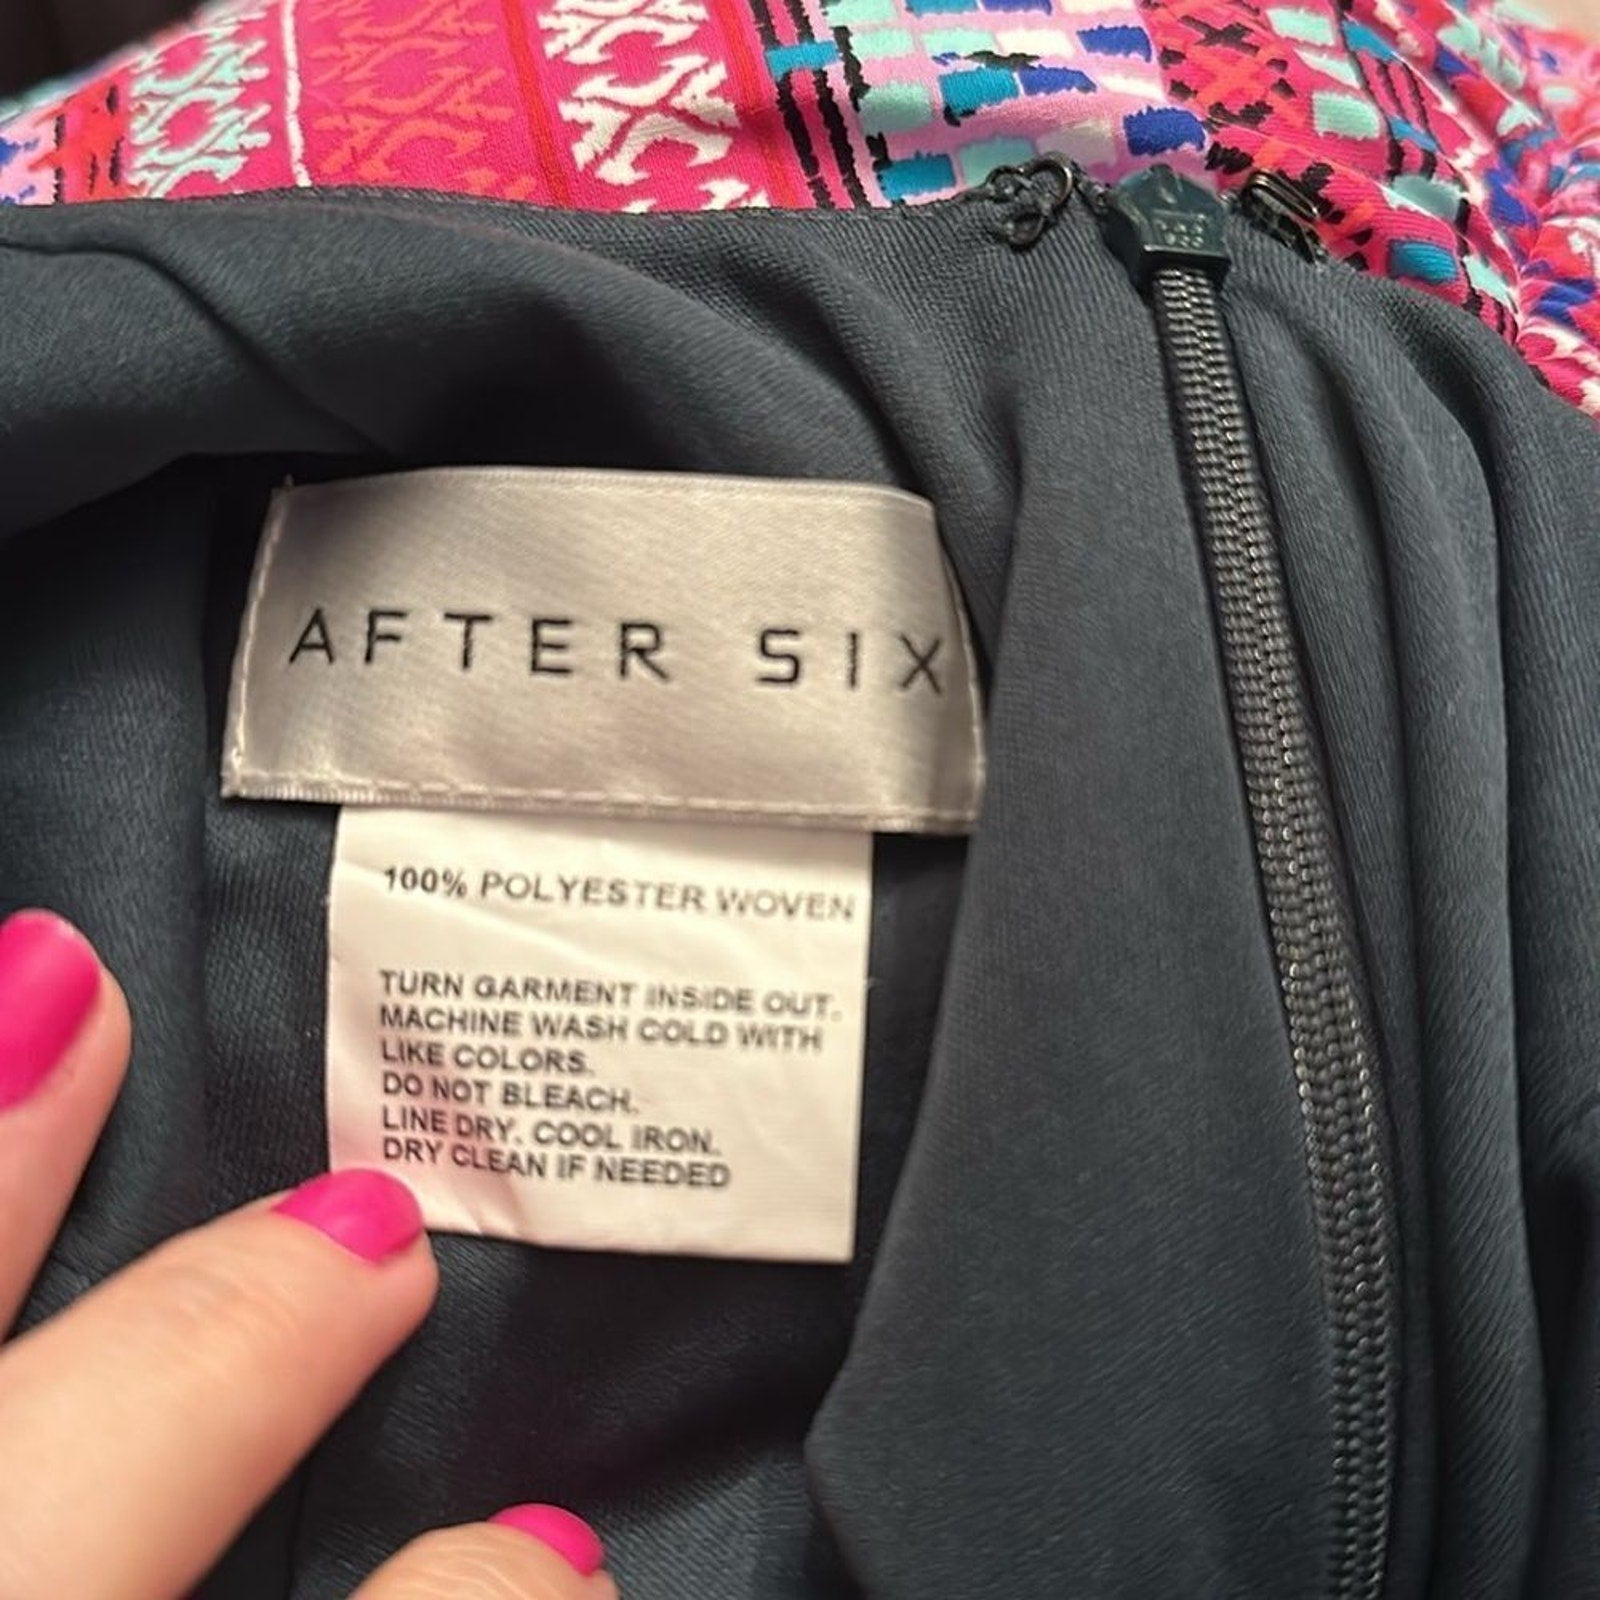 AFTER SIX
100% POLYESTER WOVEN
TURN GARMENT INSIDE OUT.
MACHINE WASH COLD WITH
LIKE COLORS.
DO NOT BLEACH.
LINE DRY. COOL IRON.
DRY CLEAN IF NEEDED